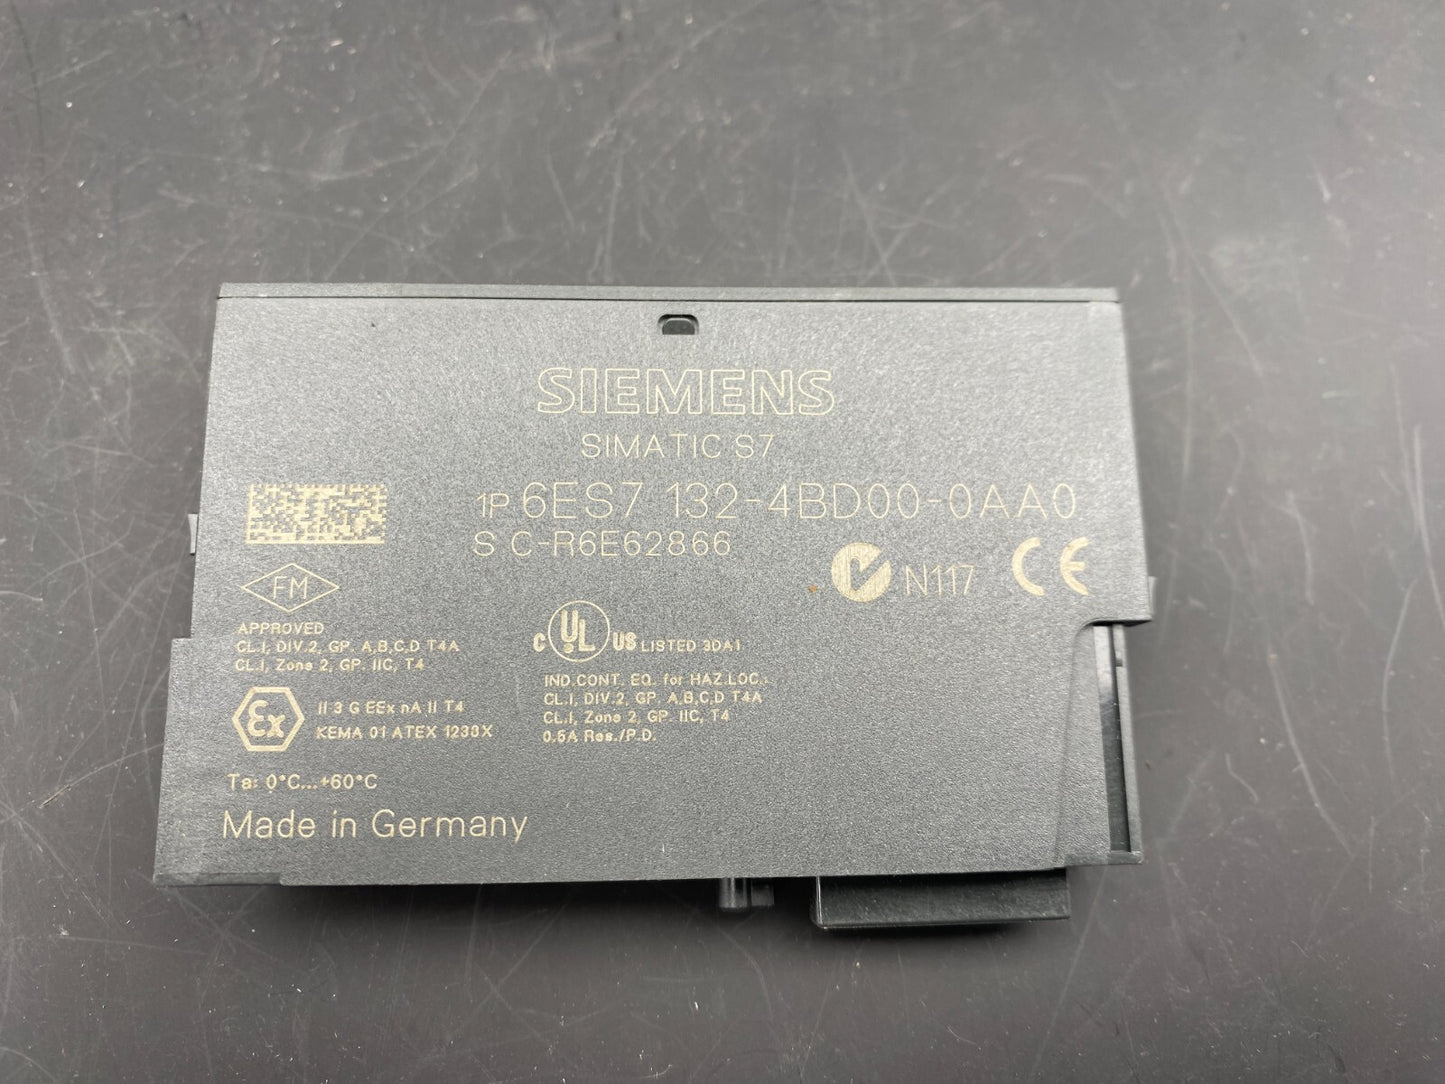 SIEMENS
SIMATIC S7
1P 6ES7 132-4BD00-0AA0
S C-R6E62866
N117 CE
FM
APPROVED
CL.I, DIV.2, GP. A,B,C,D T4A
CL.I, Zone 2, GP. IIC, T4
Ex
II 3 G EEx nA II T4
KEMA 01 ATEX 1238X
c UL US LISTED 3DA1
IND.CONT. EQ. for HAZ.LOC.:
CL.I, DIV.2, GP. A,B,C,D T4A
CL.I, Zone 2, GP. IIC, T4
0.5A Res./P.D.
Ta: 0°C...+60°C
Made in Germany